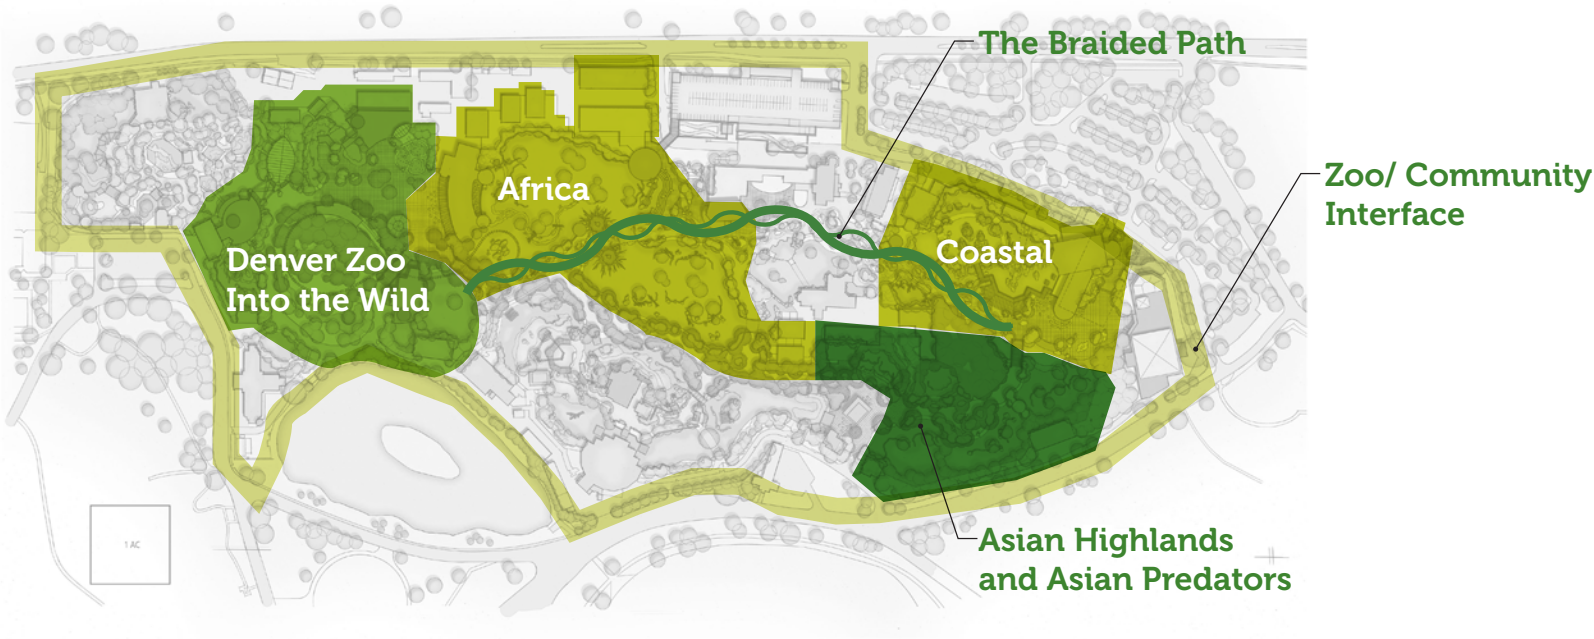 The Braided Path
Zoo/ Community
Interface
Africa
Coastal
Denver Zoo
Into the Wild
1 AC
Asian Highlands
and Asian Predators